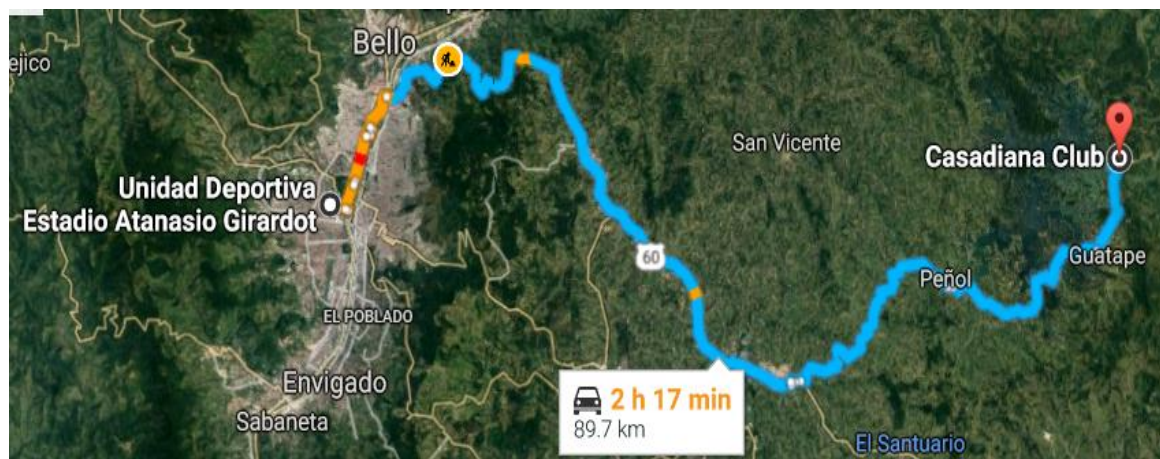 Bello
ejico
San Vicente
Casadiana Club
Unidad Deportiva
Estadio Atanasio Girardot
60
Guatape
Peñol
EL POBLADO
Envigado
2 h 17 min
89.7 km
Sabaneta
El Santuario